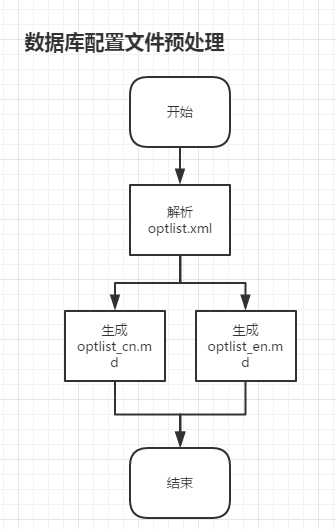 数据库配置文件预处理
开始
解析
optlist.xml
生成
optlist_cn.m
d
生成
optlist_en.m
d
结束